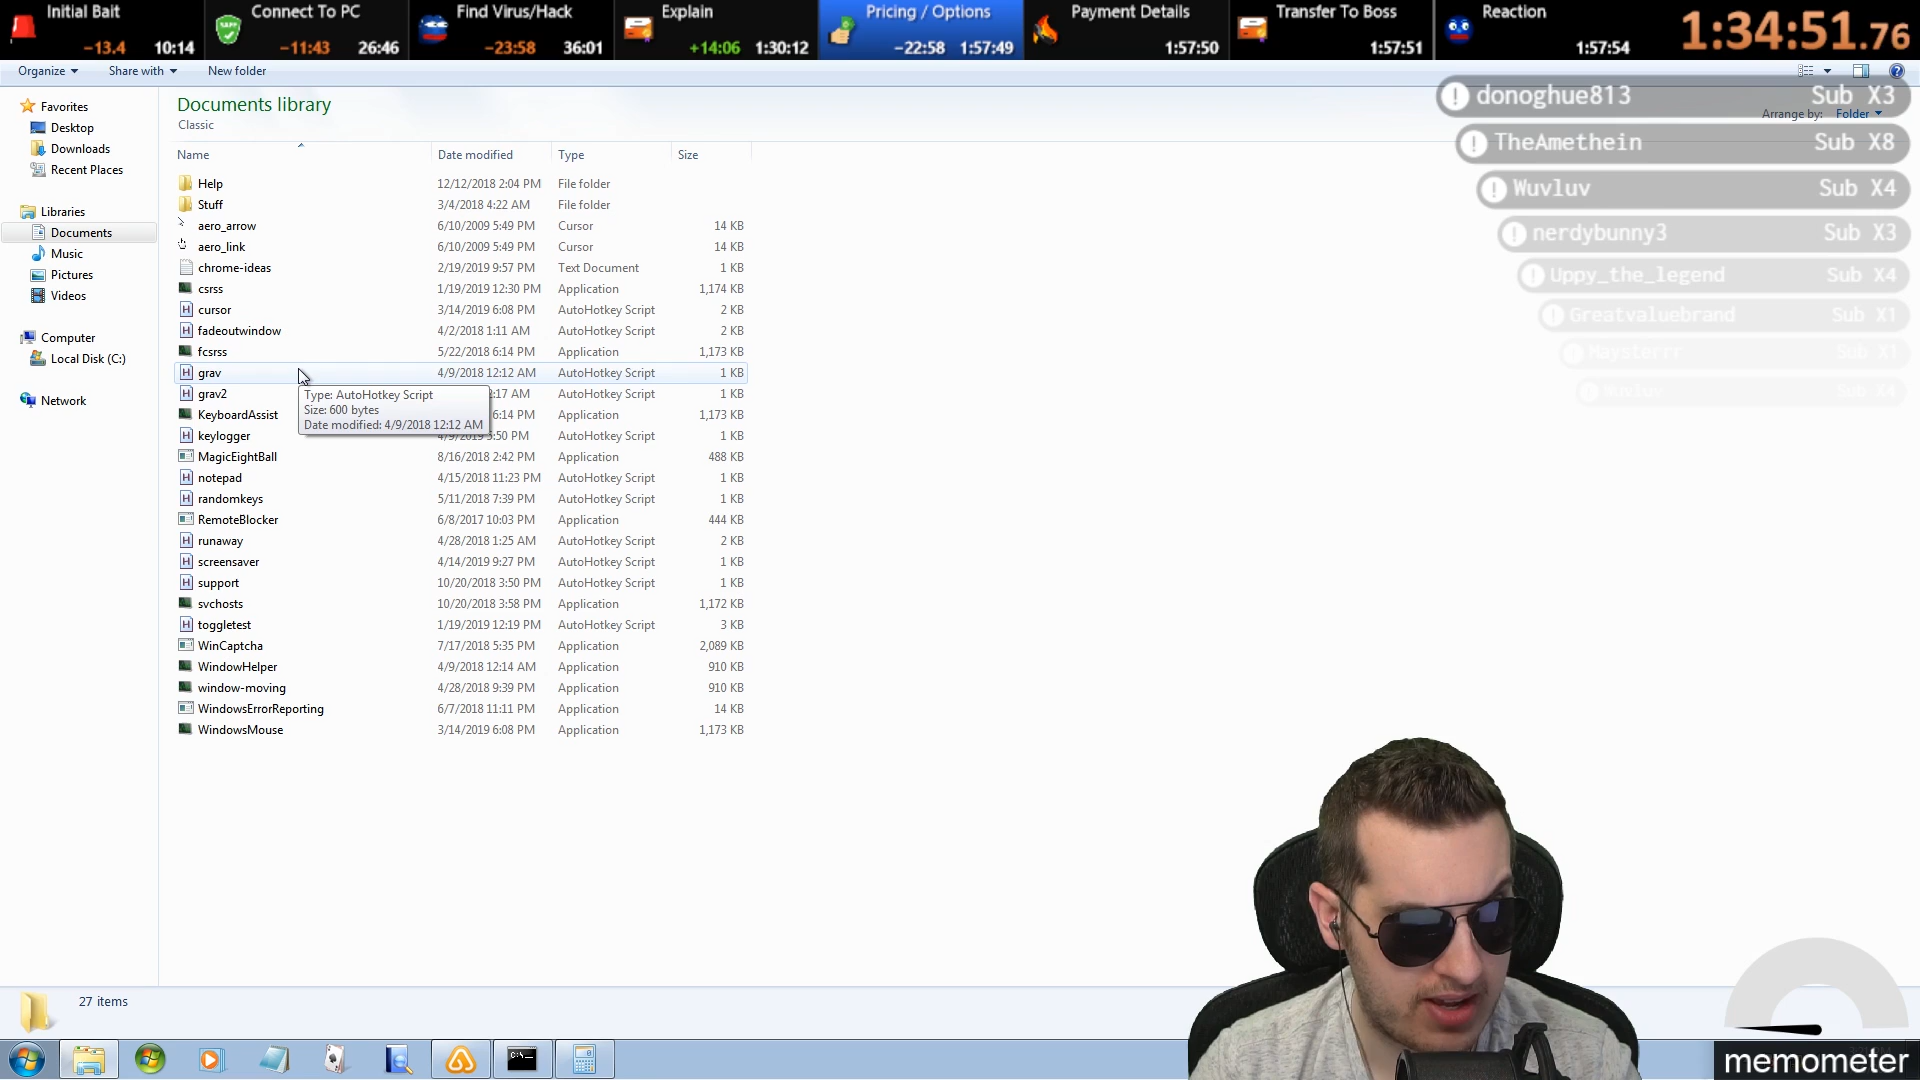 Initial Bait
−13.4 10:14
Connect To PC
−11:43 26:46
Find Virus/Hack
−23:58 36:01
Explain
+14:06 1:30:12
Pricing / Options
−22:58 1:57:49
Payment Details
1:57:50
Transfer To Boss
1:57:51
Reaction
1:57:54
1:34:51.76
Organize Share with New folder
donoghue813 Sub X3
TheAmethein Sub X8
Wuvluv Sub X4
nerdybunny3 Sub X3
Uppy_the_legend Sub X4
Greatvaluebrand Sub X1
Maysterrr Sub X1
Wuvluv Sub X4
Favorites
Desktop
Downloads
Recent Places
Libraries
Documents
Music
Pictures
Videos
Computer
Local Disk (C:)
Network
Documents library
Classic
Arrange by: Folder
Name Date modified Type Size
Help 12/12/2018 2:04 PM File folder
Stuff 3/4/2018 4:22 AM File folder
aero_arrow 6/10/2009 5:49 PM Cursor 14 KB
aero_link 6/10/2009 5:49 PM Cursor 14 KB
chrome-ideas 2/19/2019 9:57 PM Text Document 1 KB
csrss 1/19/2019 12:30 PM Application 1,174 KB
cursor 3/14/2019 6:08 PM AutoHotkey Script 2 KB
fadeoutwindow 4/2/2018 1:11 AM AutoHotkey Script 2 KB
fcsrss 5/22/2018 6:14 PM Application 1,173 KB
grav 4/9/2018 12:12 AM AutoHotkey Script 1 KB
grav2 :17 AM AutoHotkey Script 1 KB
KeyboardAssist 6:14 PM Application 1,173 KB
keylogger 4/9/2019 5:50 PM AutoHotkey Script 1 KB
MagicEightBall 8/16/2018 2:42 PM Application 488 KB
notepad 4/15/2018 11:23 PM AutoHotkey Script 1 KB
randomkeys 5/11/2018 7:39 PM AutoHotkey Script 1 KB
RemoteBlocker 6/8/2017 10:03 PM Application 444 KB
runaway 4/28/2018 1:25 AM AutoHotkey Script 2 KB
screensaver 4/14/2019 9:27 PM AutoHotkey Script 1 KB
support 10/20/2018 3:50 PM AutoHotkey Script 1 KB
svchosts 10/20/2018 3:58 PM Application 1,172 KB
toggletest 1/19/2019 12:19 PM AutoHotkey Script 3 KB
WinCaptcha 7/17/2018 5:35 PM Application 2,089 KB
WindowHelper 4/9/2018 12:14 AM Application 910 KB
window-moving 4/28/2018 9:39 PM Application 910 KB
WindowsErrorReporting 6/7/2018 11:11 PM Application 14 KB
WindowsMouse 3/14/2019 6:08 PM Application 1,173 KB
Type: AutoHotkey Script
Size: 600 bytes
Date modified: 4/9/2018 12:12 AM
27 items
memometer